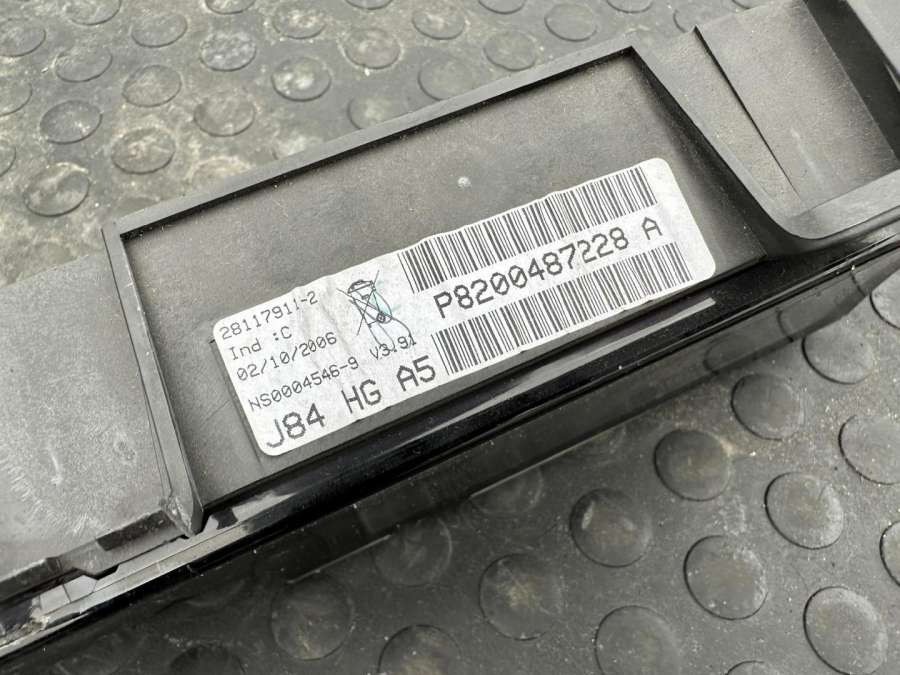 28117911-2
Ind :C
02/10/2006
NS0004546-9 V3.91
J84 HG A5
P8200487228 A